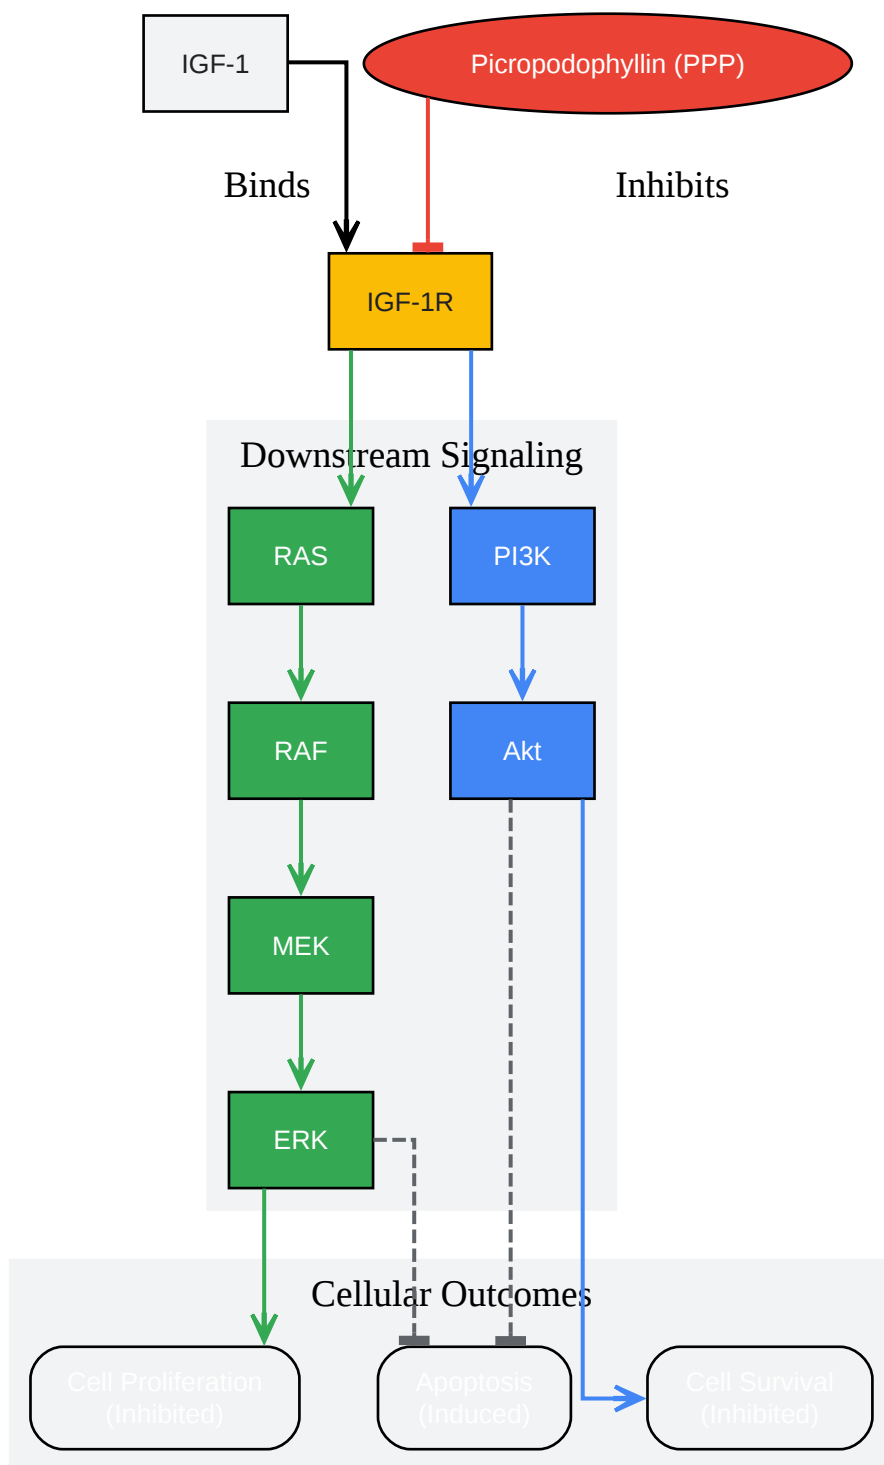 IGF-1
Picropodophyllin (PPP)
Binds
Inhibits
IGF-1R
Downstream Signaling
RAS
PI3K
RAF
Akt
MEK
ERK
Cellular Outcomes
Cell Proliferation
(Inhibited)
Apoptosis
(Induced)
Cell Survival
(Inhibited)